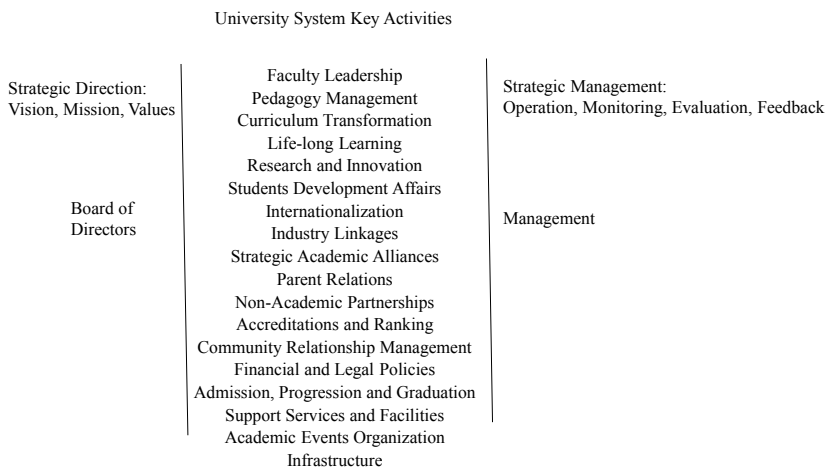 University System Key Activities
Strategic Direction:
Vision, Mission, Values
Board of
Directors
Faculty Leadership
Pedagogy Management
Curriculum Transformation
Life-long Learning
Research and Innovation
Students Development Affairs
Internationalization
Industry Linkages
Strategic Academic Alliances
Parent Relations
Non-Academic Partnerships
Accreditations and Ranking
Community Relationship Management
Financial and Legal Policies
Admission, Progression and Graduation
Support Services and Facilities
Academic Events Organization
Infrastructure
Strategic Management:
Operation, Monitoring, Evaluation, Feedback
Management